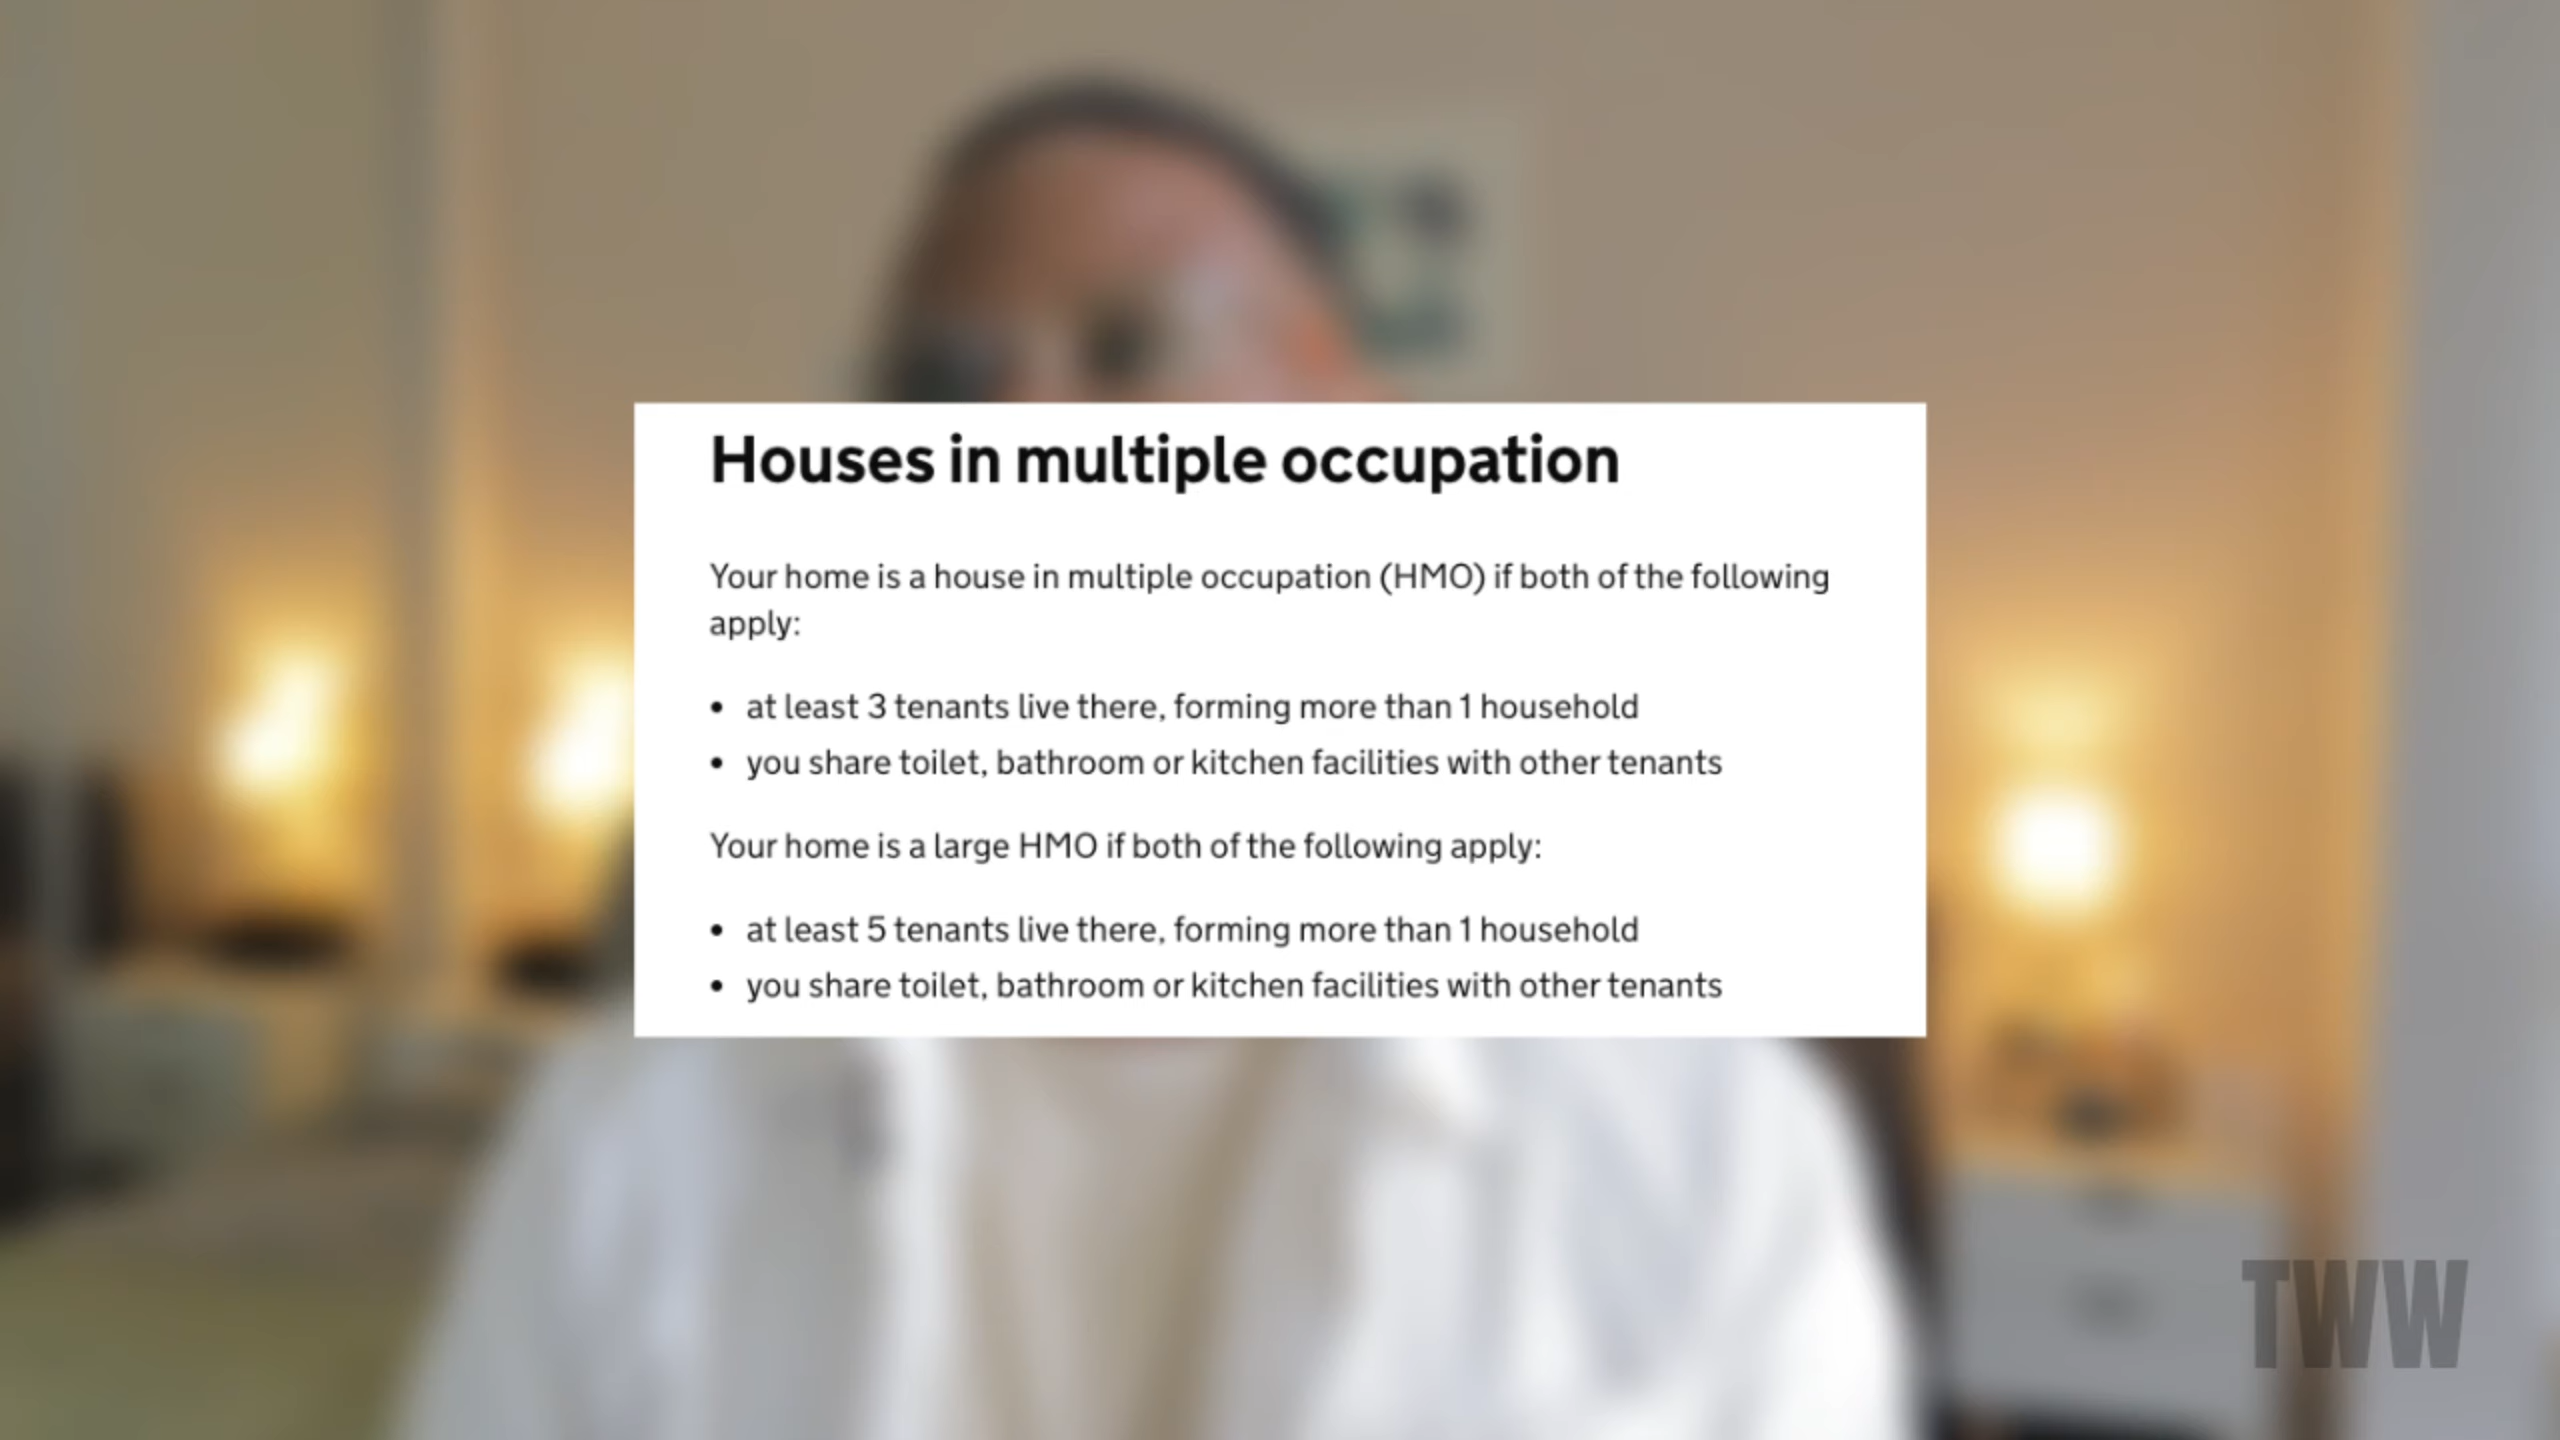 Houses in multiple occupation
Your home is a house in multiple occupation (HMO) if both of the following
apply:
• at least 3 tenants live there, forming more than 1 household
• you share toilet, bathroom or kitchen facilities with other tenants
Your home is a large HMO if both of the following apply:
• at least 5 tenants live there, forming more than 1 household
• you share toilet, bathroom or kitchen facilities with other tenants
TWW